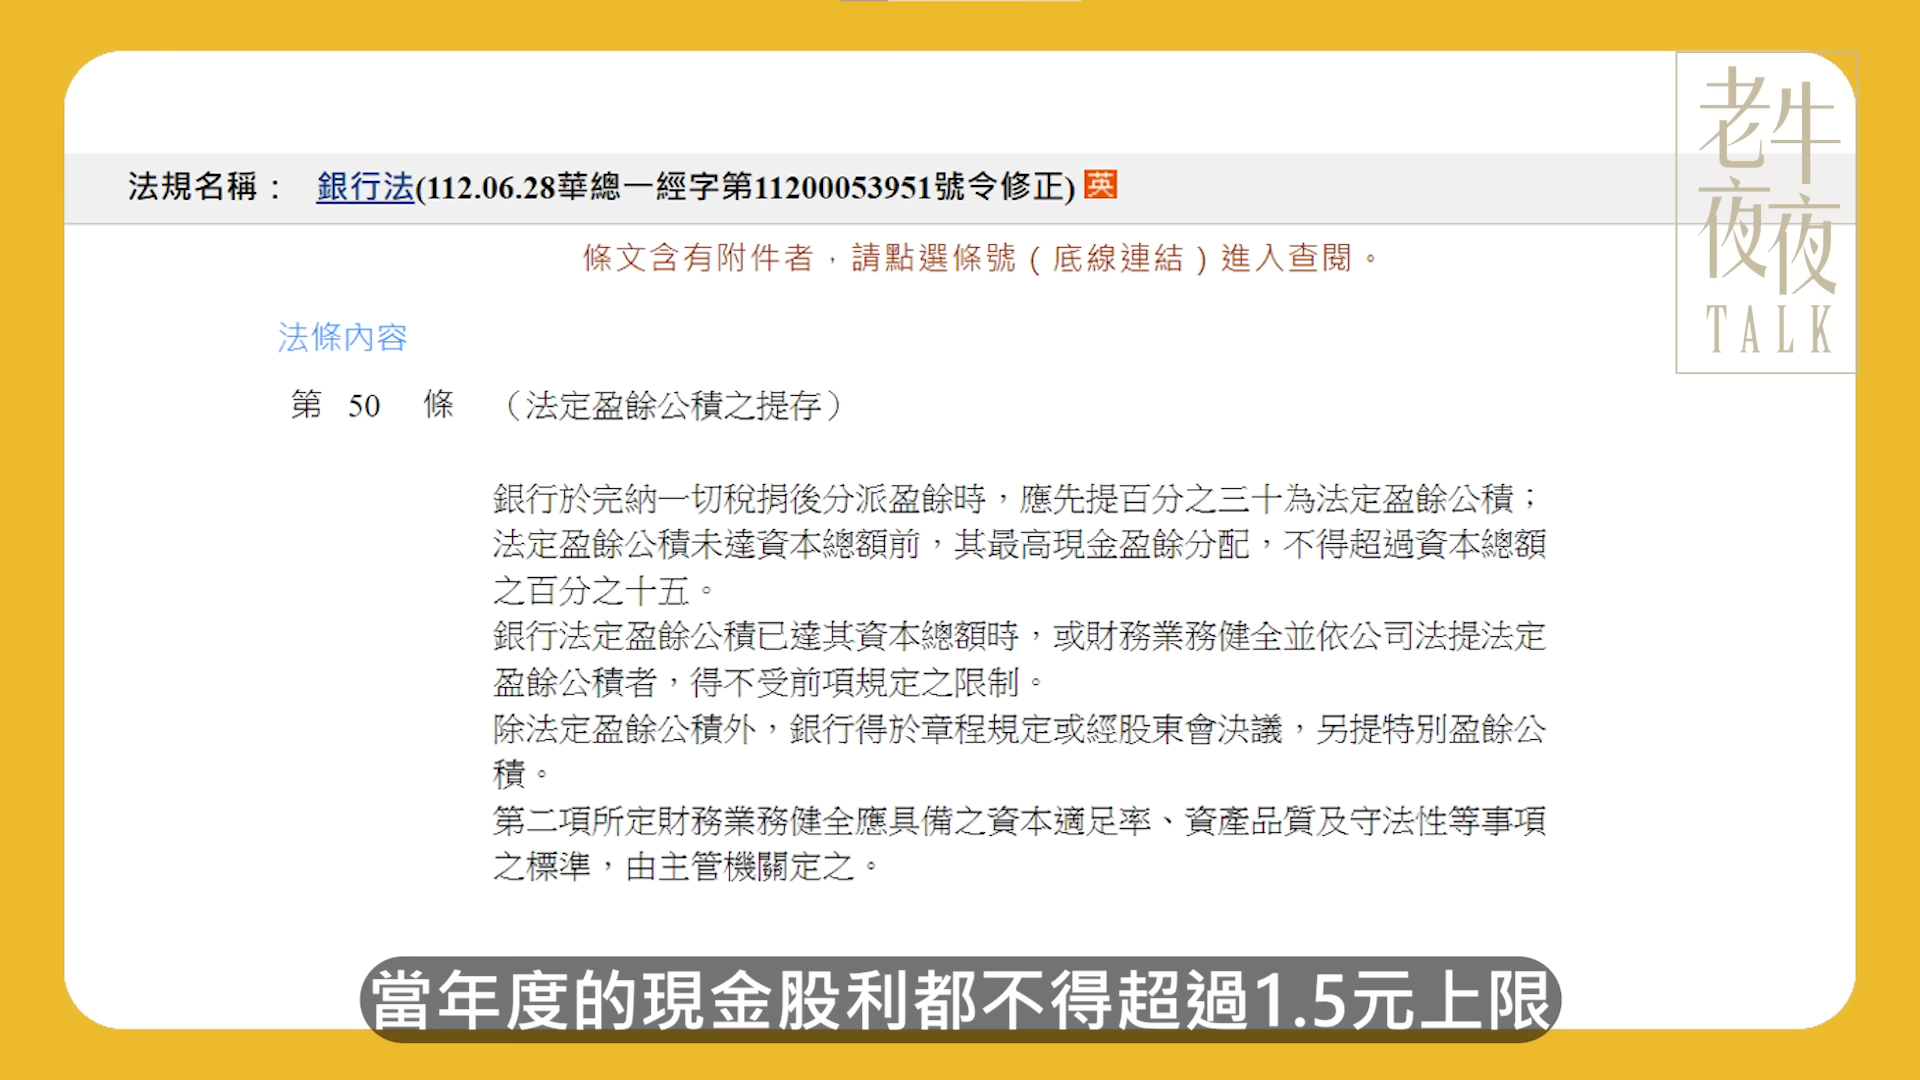 老牛
夜夜
TALK
法規名稱：　銀行法(112.06.28華總一經字第11200053951號令修正) 英
條文含有附件者，請點選條號（底線連結）進入查閱。
法條內容
第 50 條 （法定盈餘公積之提存）
銀行於完納一切稅捐後分派盈餘時，應先提百分之三十為法定盈餘公積；
法定盈餘公積未達資本總額前，其最高現金盈餘分配，不得超過資本總額
之百分之十五。
銀行法定盈餘公積已達其資本總額時，或財務業務健全並依公司法提法定
盈餘公積者，得不受前項規定之限制。
除法定盈餘公積外，銀行得於章程規定或經股東會決議，另提特別盈餘公
積。
第二項所定財務業務健全應具備之資本適足率、資產品質及守法性等事項
之標準，由主管機關定之。
當年度的現金股利都不得超過1.5元上限